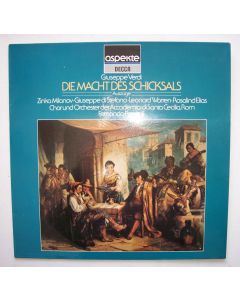 aspekte
DECCA
Giuseppe Verdi
DIE MACHT DES SCHICKSALS
Zinka Milanov · Giuseppe di Stefano · Leonard Warren · Rosalind Elias
Chor und Orchester der Accademia di Santa Cecilia, Rom
Fernando